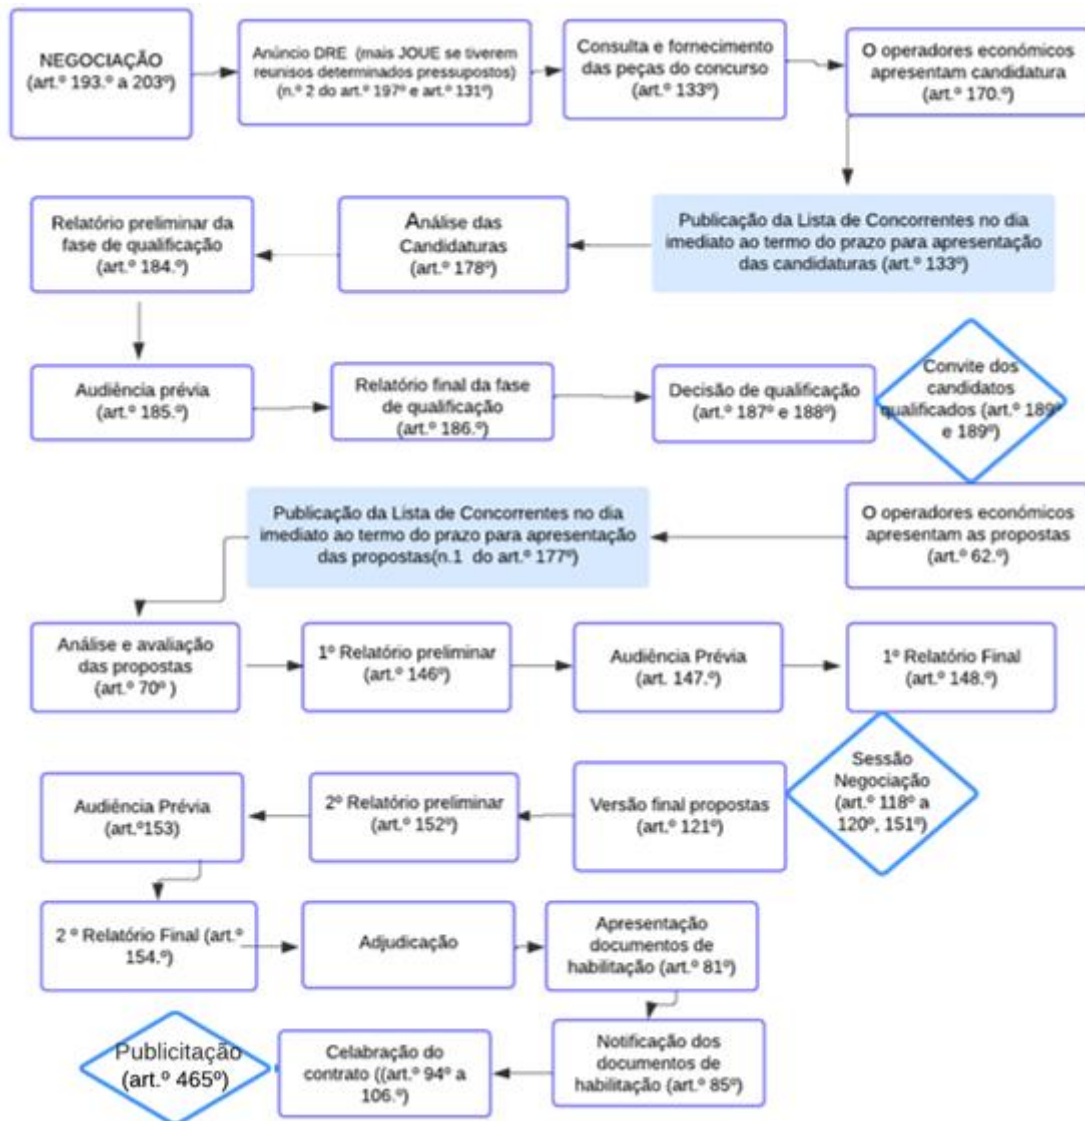 NEGOCIAÇÃO
(art.º 193.º a 203º)
Anúncio DRE (mais JOUE se tiverem
reunisos determinados pressupostos)
(n.º 2 do art.º 197º e art.º 131º)
Consulta e fornecimento
das peças do concurso
(art.º 133º)
O operadores económicos
apresentam candidatura
(art.º 170.º)
Publicação da Lista de Concorrentes no dia
imediato ao termo do prazo para apresentação
das candidaturas (art.º 133º)
Análise das
Candidaturas
(art.º 178º)
Relatório preliminar da
fase de qualificação
(art.º 184.º)
Audiência prévia
(art.º 185.º)
Relatório final da fase
de qualificação
(art.º 186.º)
Decisão de qualificação
(art.º 187º e 188º)
Convite dos
candidatos
qualificados (art.º 189º
e 189º)
O operadores económicos
apresentam as propostas
(art.º 62.º)
Publicação da Lista de Concorrentes no dia
imediato ao termo do prazo para apresentação
das propostas(n.1 do art.º 177º)
Análise e avaliação
das propostas
(art.º 70º )
1º Relatório preliminar
(art.º 146º)
Audiência Prévia
(art. 147.º)
1º Relatório Final
(art.º 148.º)
Sessão
Negociação
(art.º 118º a
120º, 151º)
Versão final propostas
(art.º 121º)
2º Relatório preliminar
(art.º 152º)
Audiência Prévia
(art.º153)
2 º Relatório Final (art.º
154.º)
Adjudicação
Apresentação
documentos de
habilitação (art.º 81º)
Notificação dos
documentos de
habilitação (art.º 85º)
Celabração do
contrato ((art.º 94º a
106.º)
Publicitação
(art.º 465º)